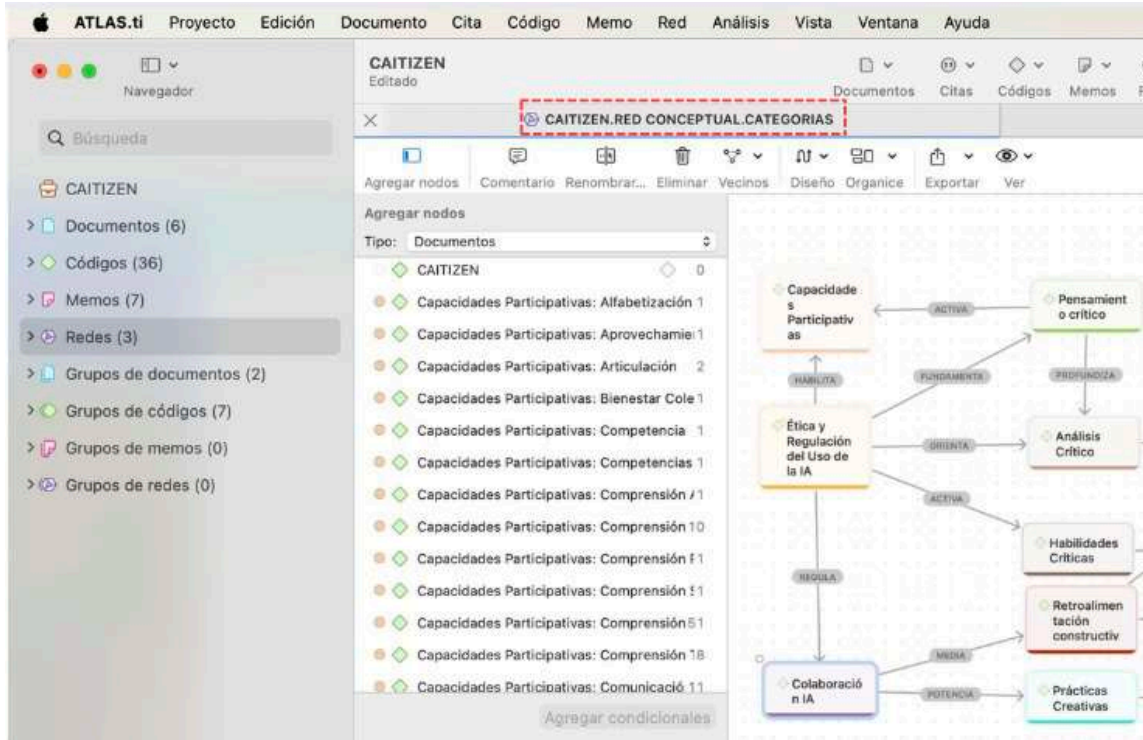 ATLAS.ti Proyecto Edición Documento Cita Código Memo Red Análisis Vista Ventana Ayuda
Navegador
CAITIZEN
Editado
Documentos Citas Códigos Memos
Búsqueda
CAITIZEN.RED CONCEPTUAL.CATEGORIAS
Agregar nodos Comentario Renombrar... Eliminar Vecinos Diseño Organice Exportar Ver
CAITIZEN
Documentos (6)
Códigos (36)
Memos (7)
Redes (3)
Grupos de documentos (2)
Grupos de códigos (7)
Grupos de memos (0)
Grupos de redes (0)
Agregar nodos
Tipo: Documentos
CAITIZEN 0
Capacidades Participativas: Alfabetización 1
Capacidades Participativas: Aprovechamie 1
Capacidades Participativas: Articulación 2
Capacidades Participativas: Bienestar Cole 1
Capacidades Participativas: Competencia 1
Capacidades Participativas: Competencias 1
Capacidades Participativas: Comprensión 1
Capacidades Participativas: Comprensión 10
Capacidades Participativas: Comprensión 1
Capacidades Participativas: Comprensión 1
Capacidades Participativas: Comprensión
Capacidades Participativas: Comprensión
Capacidades Participativas: Comunicació 11
Agregar condicionales
Capacidade
s
Participativ
as
ACTIVA
Pensamient
o crítico
HABILITA
FUNDAMENTA
PROFUNDIZA
Ética y
Regulación
del Uso de
la IA
ORIENTA
Análisis
Crítico
ACTIVA
Habilidades
Críticas
REGULA
Retroalimen
tación
constructiv
MEDIA
Colaboració
n IA
POTENCIA
Prácticas
Creativas